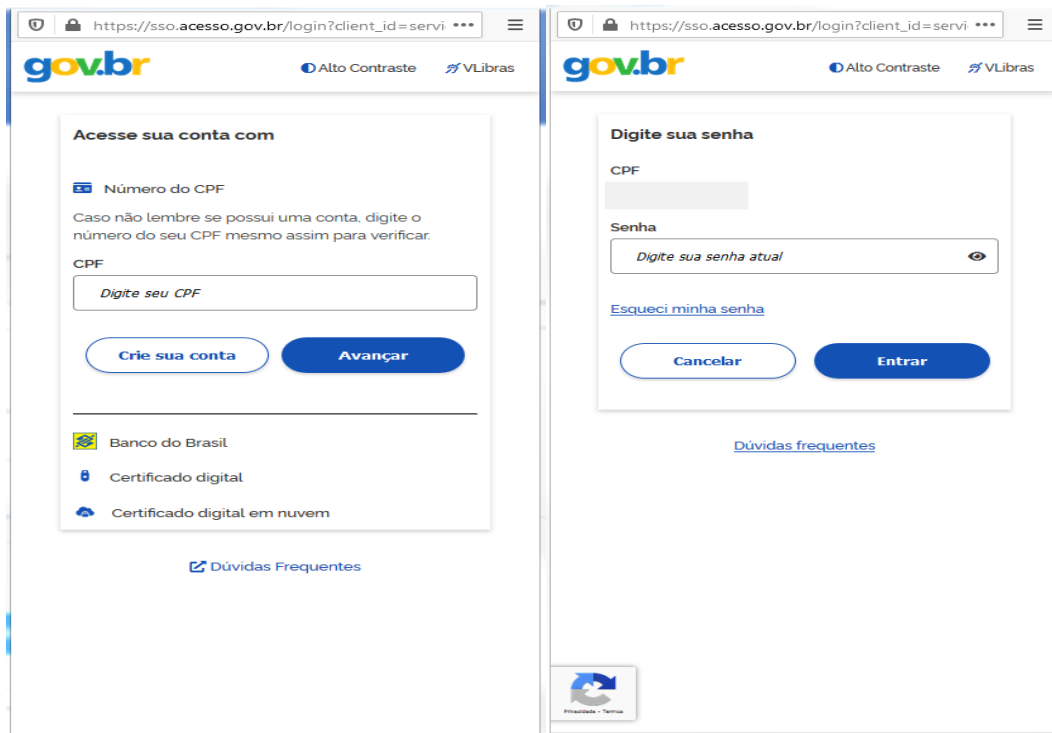 https://sso.acesso.gov.br/login?client_id=servi
gov.br
Alto Contraste
VLibras
Acesse sua conta com
Número do CPF
Caso não lembre se possui uma conta, digite o
número do seu CPF mesmo assim para verificar.
CPF
Digite seu CPF
Crie sua conta
Avançar
Banco do Brasil
Certificado digital
Certificado digital em nuvem
Dúvidas Frequentes
https://sso.acesso.gov.br/login?client_id=servi
gov.br
Alto Contraste
VLibras
Digite sua senha
CPF
Senha
Digite sua senha atual
Esqueci minha senha
Cancelar
Entrar
Dúvidas frequentes
Privacidade - Termos